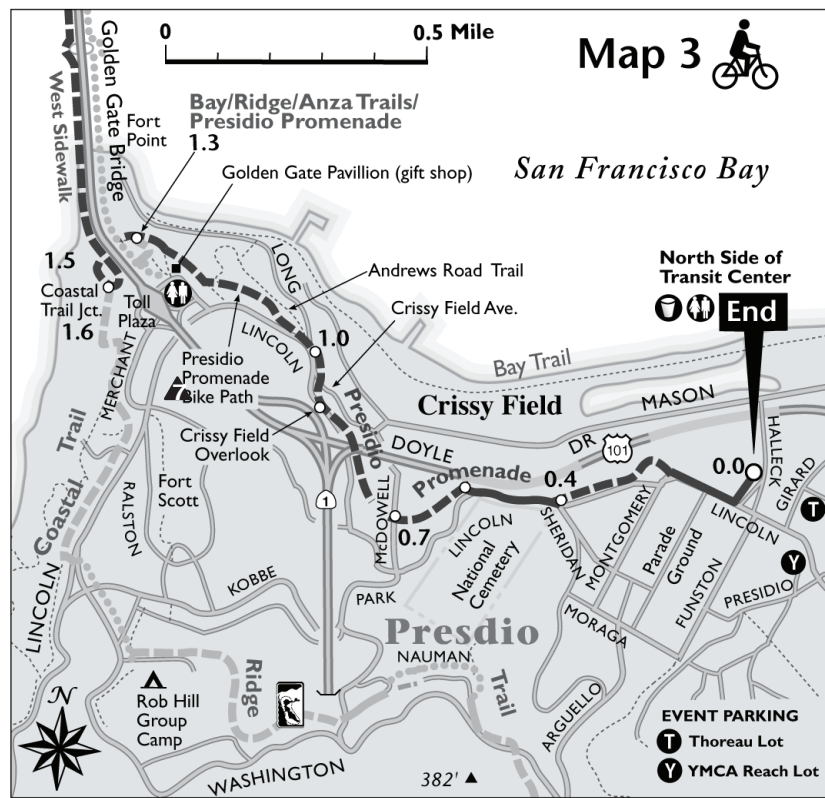 0
0.5 Mile
Map 3
Golden Gate Bridge
West Sidewalk
Bay/Ridge/Anza Trails/
Presidio Promenade
1.3
Fort
Point
Golden Gate Pavillion (gift shop)
San Francisco Bay
LONG
North Side of
Transit Center
End
1.5
Coastal
Trail Jct.
1.6
Toll
Plaza
Andrews Road Trail
Crissy Field Ave.
LINCOLN
1.0
MERCHANT
Presidio
Promenade
Bike Path
Bay Trail
Crissy Field
MASON
Crissy Field
Overlook
Presidio
Promenade
DOYLE
DR
101
HALLECK
GIRARD
0.0
0.4
T
Coastal
Trail
RALSTON
Fort
Scott
1
McDOWELL
0.7
LINCOLN
National
Cemetery
SHERIDAN
MONTGOMERY
Parade
Ground
LINCOLN
FUNSTON
Y
PRESIDIO
LINCOLN
KOBBE
PARK
MORAGA
Presdio
NAUMAN
Ridge
Trail
ARGUELLO
Rob Hill
Group
Camp
N
WASHINGTON
382'
EVENT PARKING
T Thoreau Lot
Y YMCA Reach Lot